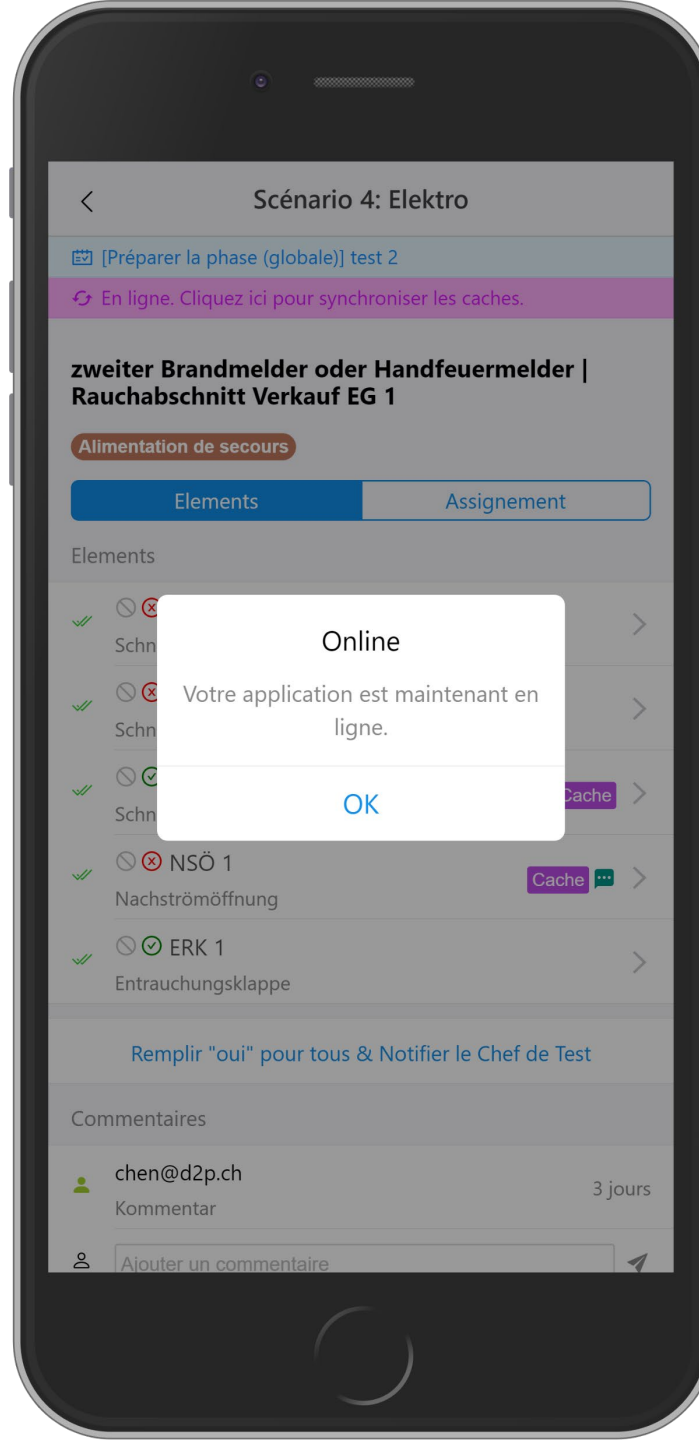 Scénario 4: Elektro
[Préparer la phase (globale)] test 2
En ligne. Cliquez ici pour synchroniser les caches.
zweiter Brandmelder oder Handfeuermelder |
Rauchabschnitt Verkauf EG 1
Alimentation de secours
Elements
Assignement
Elements
Schn
Schn
Schn
Cache
Online
Votre application est maintenant en
ligne.
OK
NSÖ 1
Cache
Nachströmöffnung
ERK 1
Entrauchungsklappe
Remplir "oui" pour tous & Notifier le Chef de Test
Commentaires
chen@d2p.ch
3 jours
Kommentar
Ajouter un commentaire